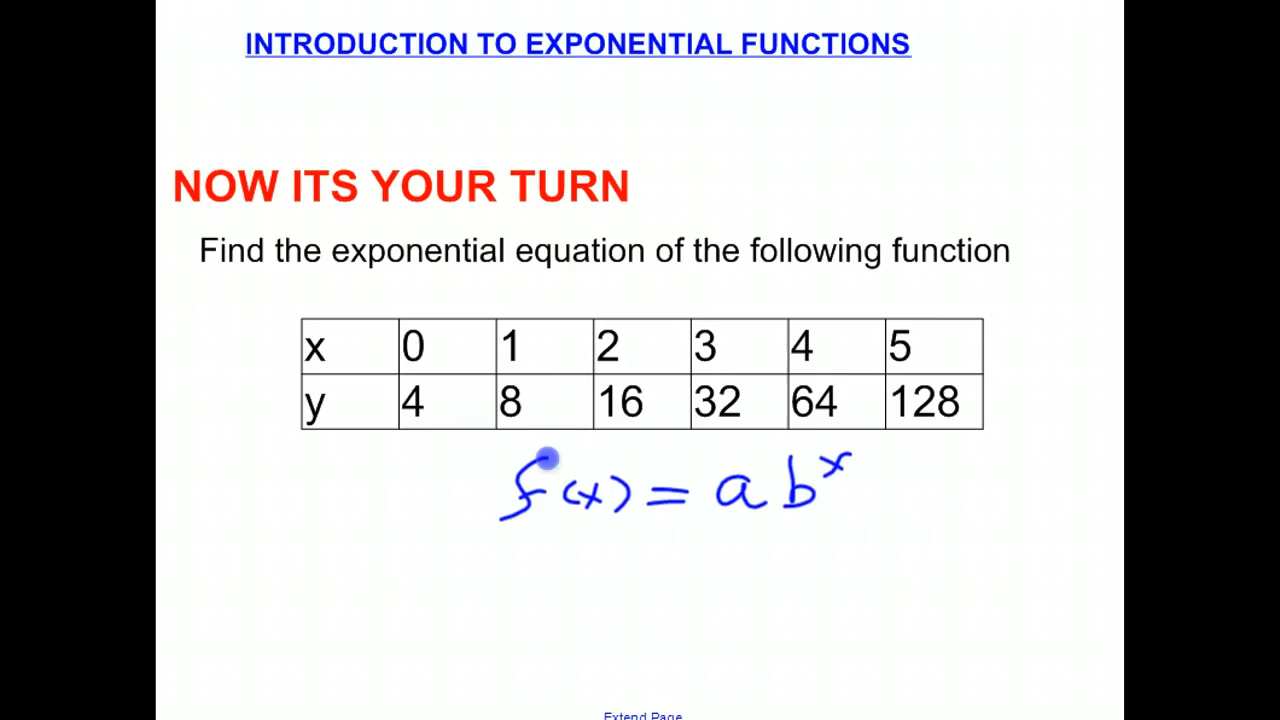 INTRODUCTION TO EXPONENTIAL FUNCTIONS
NOW ITS YOUR TURN
Find the exponential equation of the following function
x 0 1 2 3 4 5
y 4 8 16 32 64 128
f(x) = ab^x
Extend Page